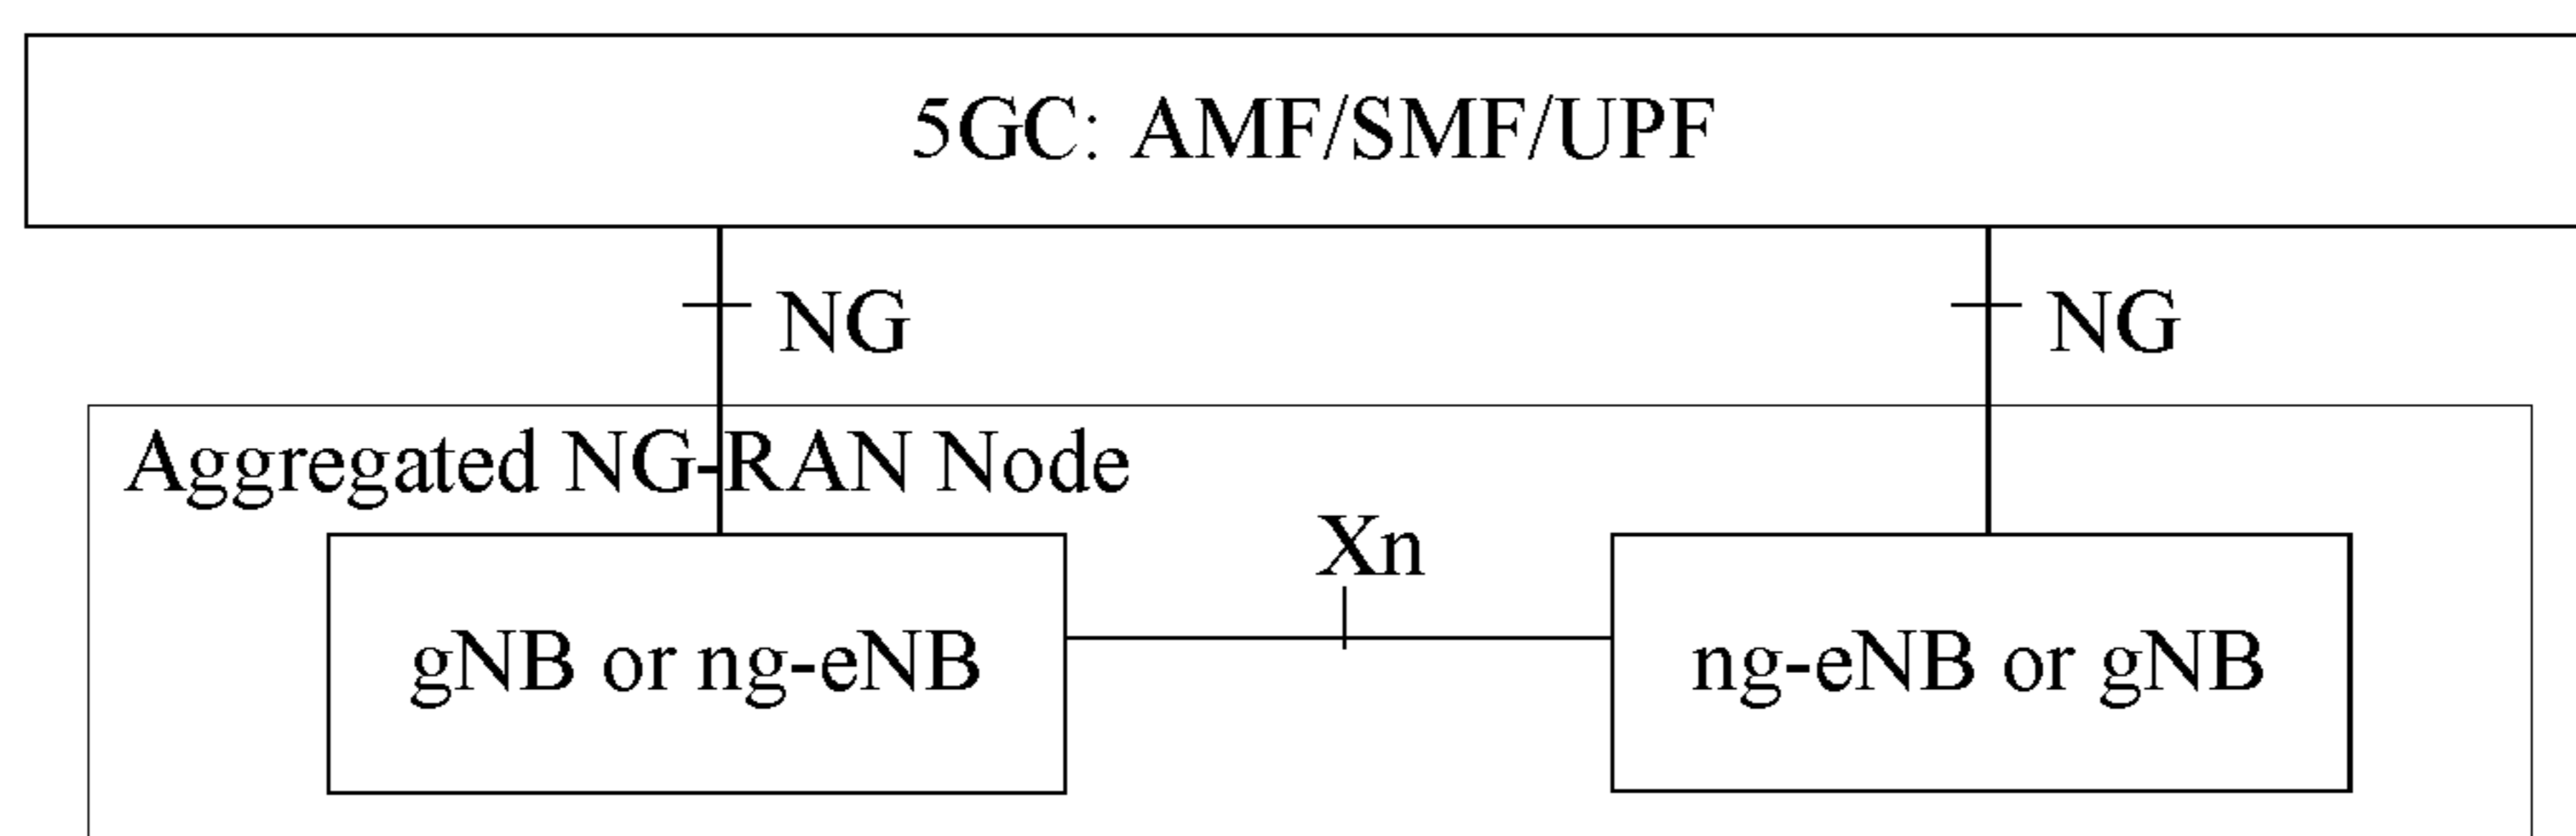 5GC: AMF/SMF/UPF
NG
NG
Aggregated NG-RAN Node
Xn
gNB or ng-eNB
ng-eNB or gNB